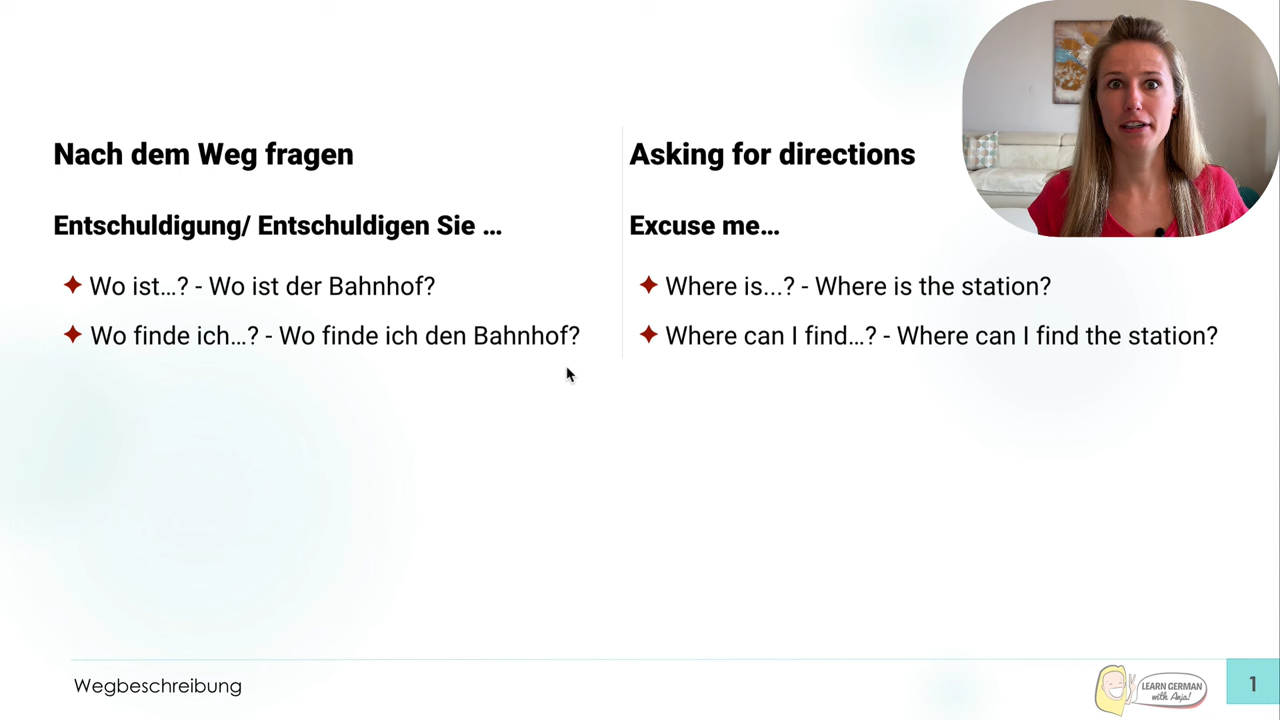 Nach dem Weg fragen
Asking for directions
Entschuldigung/ Entschuldigen Sie …
Excuse me…
Wo ist…? - Wo ist der Bahnhof?
Where is...? - Where is the station?
Wo finde ich…? - Wo finde ich den Bahnhof?
Where can I find…? - Where can I find the station?
Wegbeschreibung
LEARN GERMAN
with Anja!
1